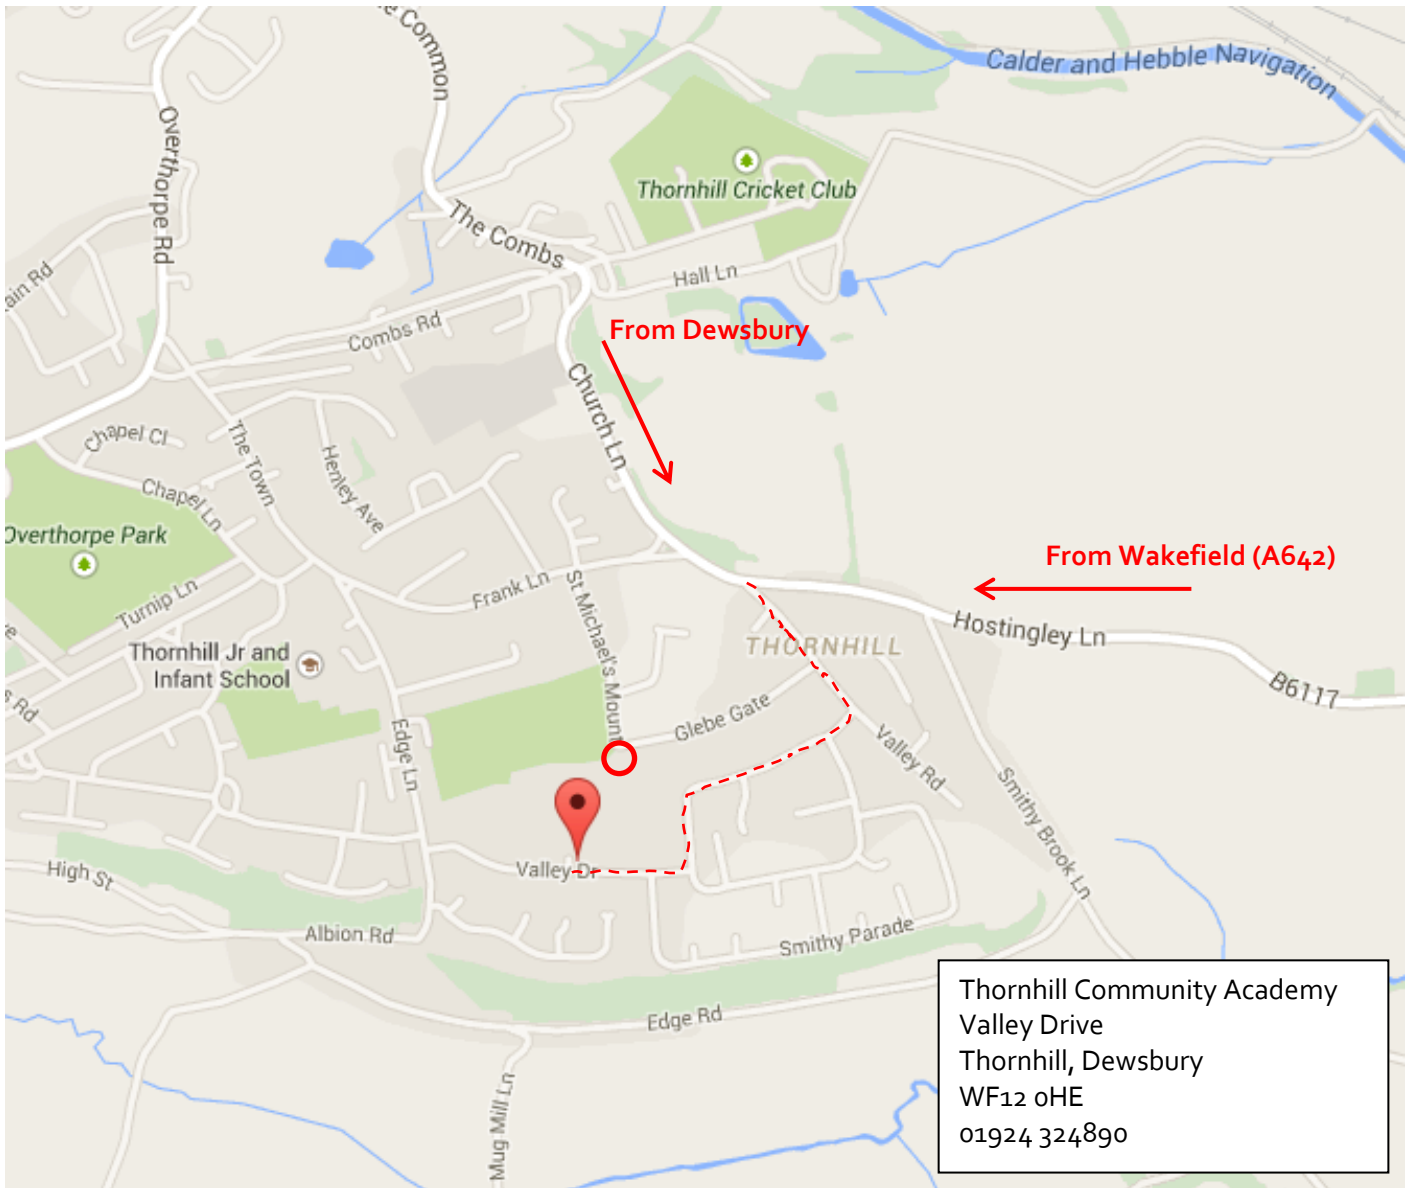 e Common
Calder and Hebble Navigation
Overthorpe Rd
Thornhill Cricket Club
The Combs
Hall Ln
ain Rd
From Dewsbury
Combs Rd
Church Ln
Chapel Cl
The Town
Henley Ave
Chapel Ln
Overthorpe Park
From Wakefield (A642)
Frank Ln
St Michael's Mount
Turnip Ln
Hostingley Ln
THORNHILL
Thornhill Jr and
Infant School
B6117
s Rd
Glebe Gate
Edge Ln
Valley Rd
Smithy Brook Ln
Valley Dr
High St
Albion Rd
Smithy Parade
Edge Rd
Mug Mill Ln
Thornhill Community Academy
Valley Drive
Thornhill, Dewsbury
WF12 0HE
01924 324890